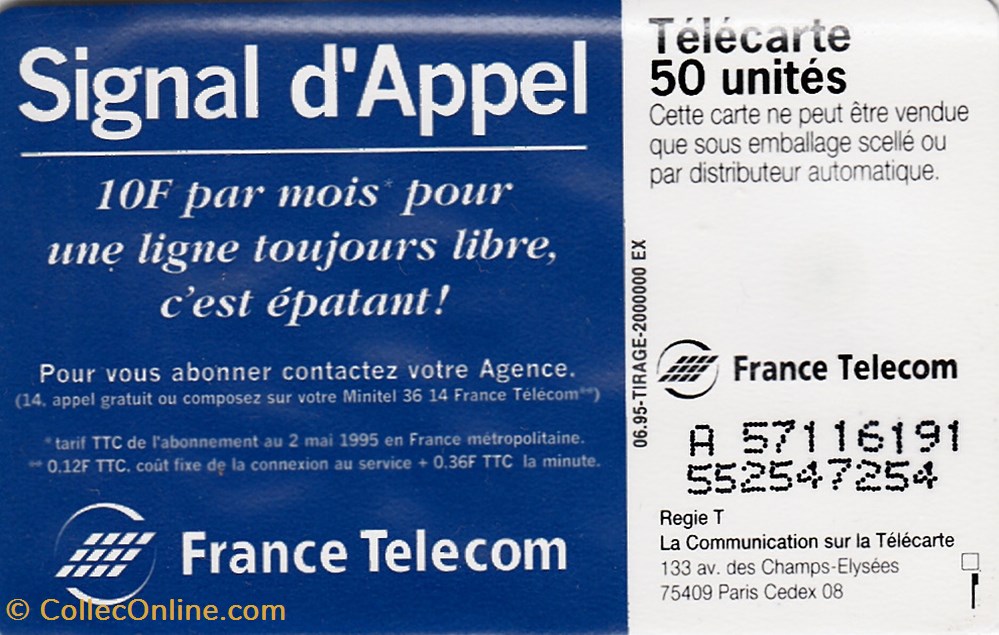 Signal d'Appel
10F par mois* pour
une ligne toujours libre,
c'est épatant!
Pour vous abonner contactez votre Agence.
(14, appel gratuit ou composez sur votre Minitel 36 14 France Télécom**)
*tarif TTC de l'abonnement au 2 mai 1995 en France métropolitaine.
** 0.12F TTC, coût fixe de la connexion au service + 0.36F TTC la minute.
France Telecom
06.95-TIRAGE-2000000 EX
Télécarte
50 unités
Cette carte ne peut être vendue
que sous emballage scellé ou
par distributeur automatique.
France Telecom
A 57116191
552547254
Regie T
La Communication sur la Télécarte
133 av. des Champs-Elysées
75409 Paris Cedex 08
© CollecOnline.com